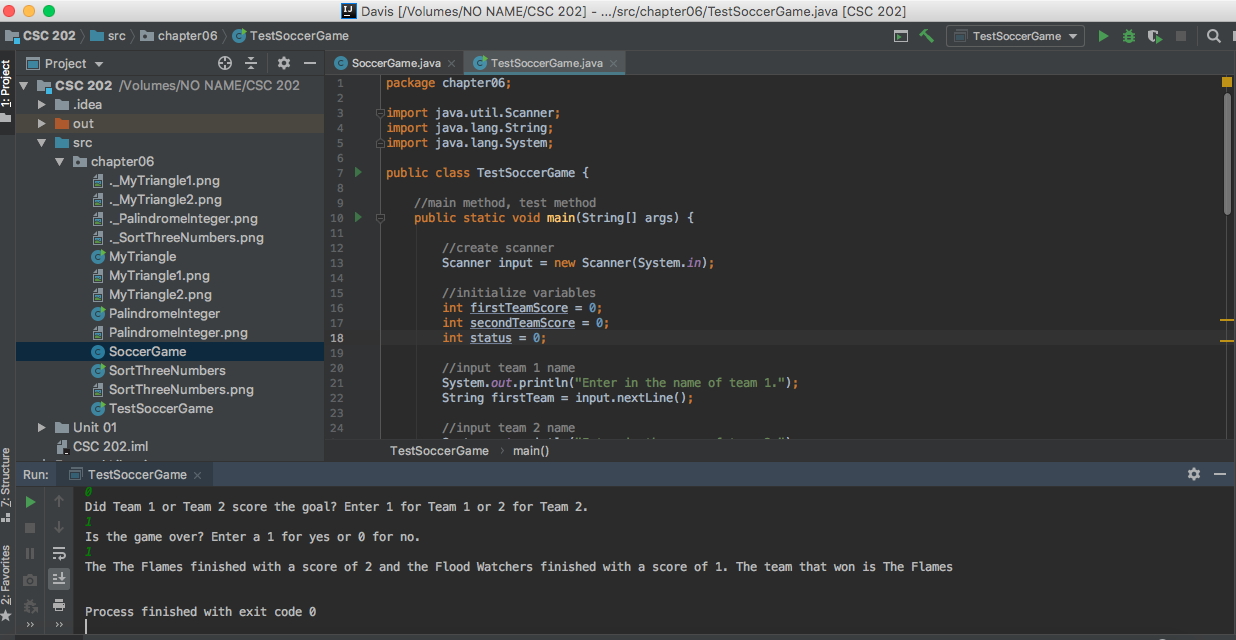 Davis [/Volumes/NO NAME/CSC 202] - .../src/chapter06/TestSoccerGame.java [CSC 202]
CSC 202 src chapter06 TestSoccerGame
TestSoccerGame
1: Project
Project
SoccerGame.java
TestSoccerGame.java
CSC 202 /Volumes/NO NAME/CSC 202
.idea
out
src
chapter06
._MyTriangle1.png
._MyTriangle2.png
._PalindromeInteger.png
._SortThreeNumbers.png
MyTriangle
MyTriangle1.png
MyTriangle2.png
PalindromeInteger
PalindromeInteger.png
SoccerGame
SortThreeNumbers
SortThreeNumbers.png
TestSoccerGame
Unit 01
CSC 202.iml
1 package chapter06;
2
3 import java.util.Scanner;
4 import java.lang.String;
5 import java.lang.System;
6
7 public class TestSoccerGame {
8
9 //main method, test method
10 public static void main(String[] args) {
11
12 //create scanner
13 Scanner input = new Scanner(System.in);
14
15 //initialize variables
16 int firstTeamScore = 0;
17 int secondTeamScore = 0;
18 int status = 0;
19
20 //input team 1 name
21 System.out.println("Enter in the name of team 1.");
22 String firstTeam = input.nextLine();
23
24 //input team 2 name
TestSoccerGame › main()
7: Structure
2: Favorites
Run: TestSoccerGame
0
Did Team 1 or Team 2 score the goal? Enter 1 for Team 1 or 2 for Team 2.
1
Is the game over? Enter a 1 for yes or 0 for no.
1
The The Flames finished with a score of 2 and the Flood Watchers finished with a score of 1. The team that won is The Flames
Process finished with exit code 0